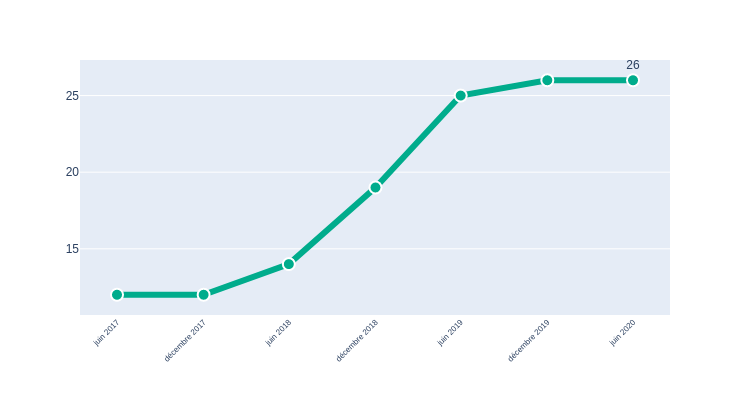 26
25
20
15
juin 2017
décembre 2017
juin 2018
décembre 2018
juin 2019
décembre 2019
juin 2020